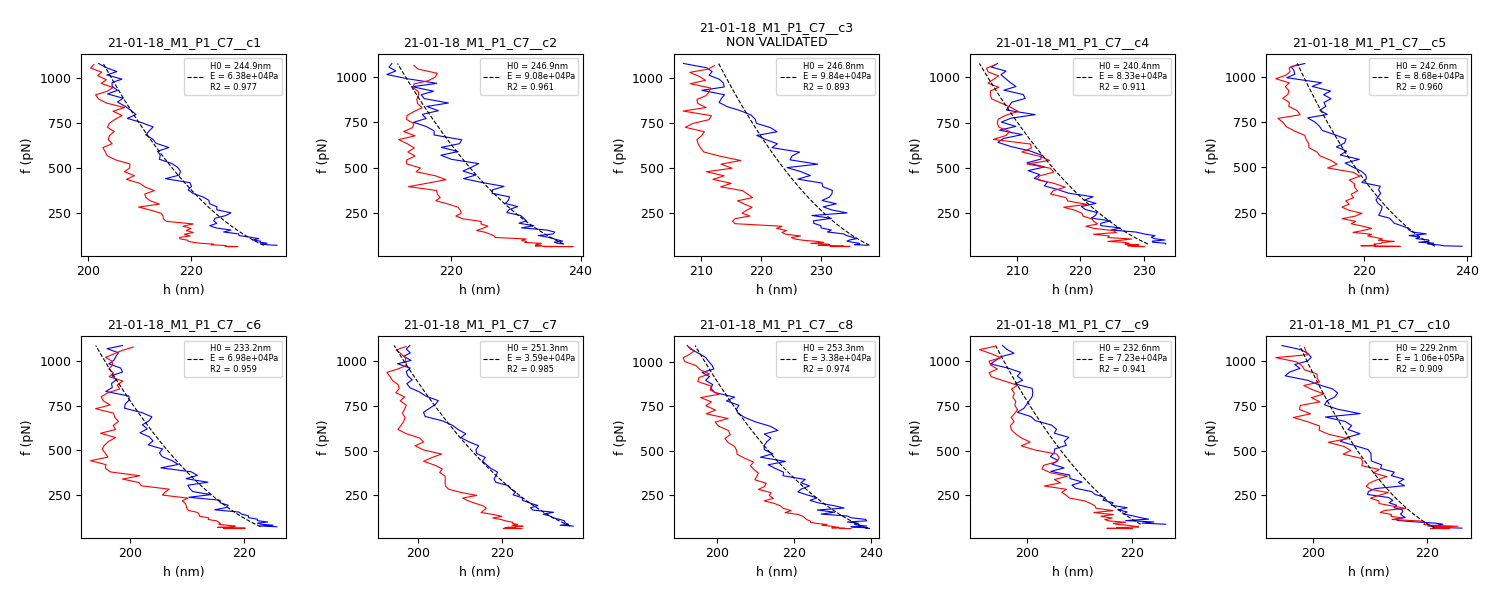 21-01-18_M1_P1_C7__c1
H0 = 244.9nm
E = 6.38e+04Pa
R2 = 0.977
f (pN)
1000
750
500
250
200
220
h (nm)
21-01-18_M1_P1_C7__c2
H0 = 246.9nm
E = 9.08e+04Pa
R2 = 0.961
f (pN)
1000
750
500
250
220
240
h (nm)
21-01-18_M1_P1_C7__c3
NON VALIDATED
H0 = 246.8nm
E = 9.84e+04Pa
R2 = 0.893
f (pN)
1000
750
500
250
210
220
230
h (nm)
21-01-18_M1_P1_C7__c4
H0 = 240.4nm
E = 8.33e+04Pa
R2 = 0.911
f (pN)
1000
750
500
250
210
220
230
h (nm)
21-01-18_M1_P1_C7__c5
H0 = 242.6nm
E = 8.68e+04Pa
R2 = 0.960
f (pN)
1000
750
500
250
220
240
h (nm)
21-01-18_M1_P1_C7__c6
H0 = 233.2nm
E = 6.98e+04Pa
R2 = 0.959
f (pN)
1000
750
500
250
200
220
h (nm)
21-01-18_M1_P1_C7__c7
H0 = 251.3nm
E = 3.59e+04Pa
R2 = 0.985
f (pN)
1000
750
500
250
200
220
h (nm)
21-01-18_M1_P1_C7__c8
H0 = 253.3nm
E = 3.38e+04Pa
R2 = 0.974
f (pN)
1000
750
500
250
200
220
240
h (nm)
21-01-18_M1_P1_C7__c9
H0 = 232.6nm
E = 7.23e+04Pa
R2 = 0.941
f (pN)
1000
750
500
250
200
220
h (nm)
21-01-18_M1_P1_C7__c10
H0 = 229.2nm
E = 1.06e+05Pa
R2 = 0.909
f (pN)
1000
750
500
250
200
220
h (nm)